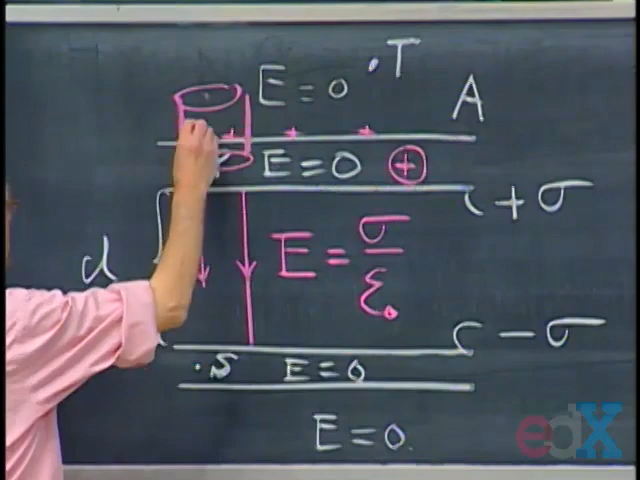 E = 0 .T
A
+ + +
E = 0 +
+ σ
d
E = σ/ε₀
− σ
.S E = 0
E = 0.
edX